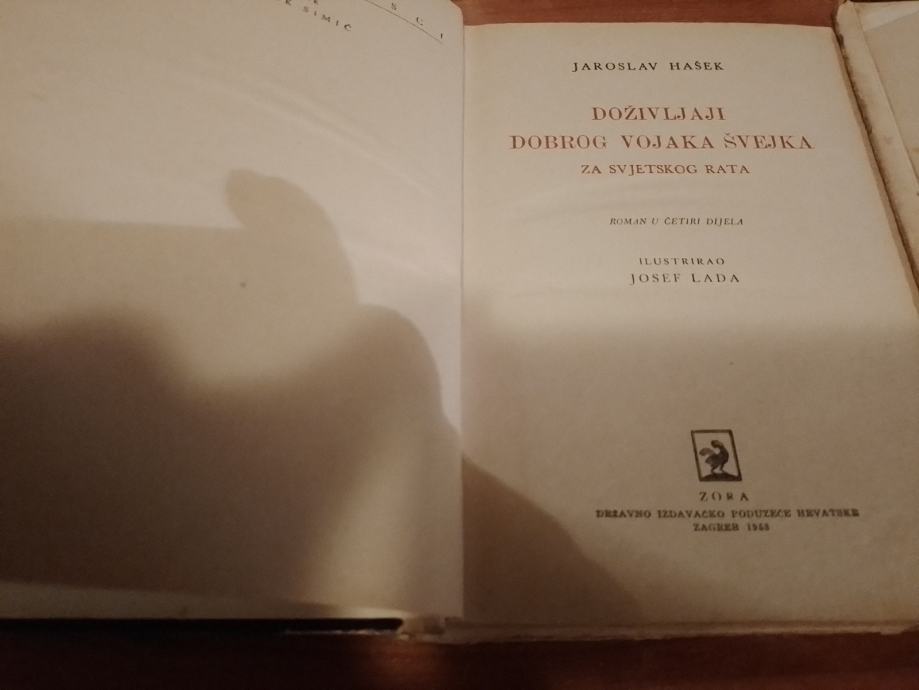 SIMIĆ
JAROSLAV HAŠEK
DOŽIVLJAJI
DOBROG VOJAKA ŠVEJKA
ZA SVJETSKOG RATA
ROMAN U ČETIRI DIJELA
ILUSTRIRAO
JOSEF LADA
ZORA
DRŽAVNO IZDAVAČKO PODUZEĆE HRVATSKE
ZAGREB